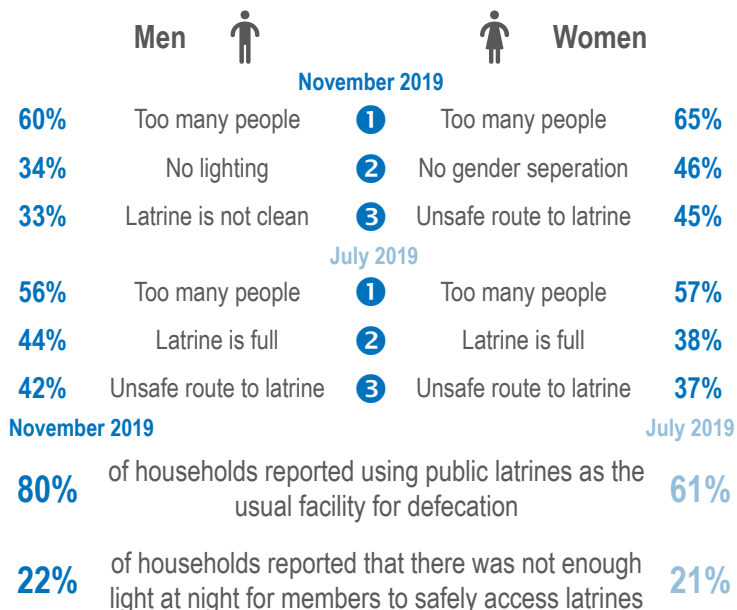 Men Women
November 2019
60% Too many people 1 Too many people 65%
34% No lighting 2 No gender seperation 46%
33% Latrine is not clean 3 Unsafe route to latrine 45%
July 2019
56% Too many people 1 Too many people 57%
44% Latrine is full 2 Latrine is full 38%
42% Unsafe route to latrine 3 Unsafe route to latrine 37%
November 2019 July 2019
80% of households reported using public latrines as the usual facility for defecation 61%
22% of households reported that there was not enough light at night for members to safely access latrines 21%